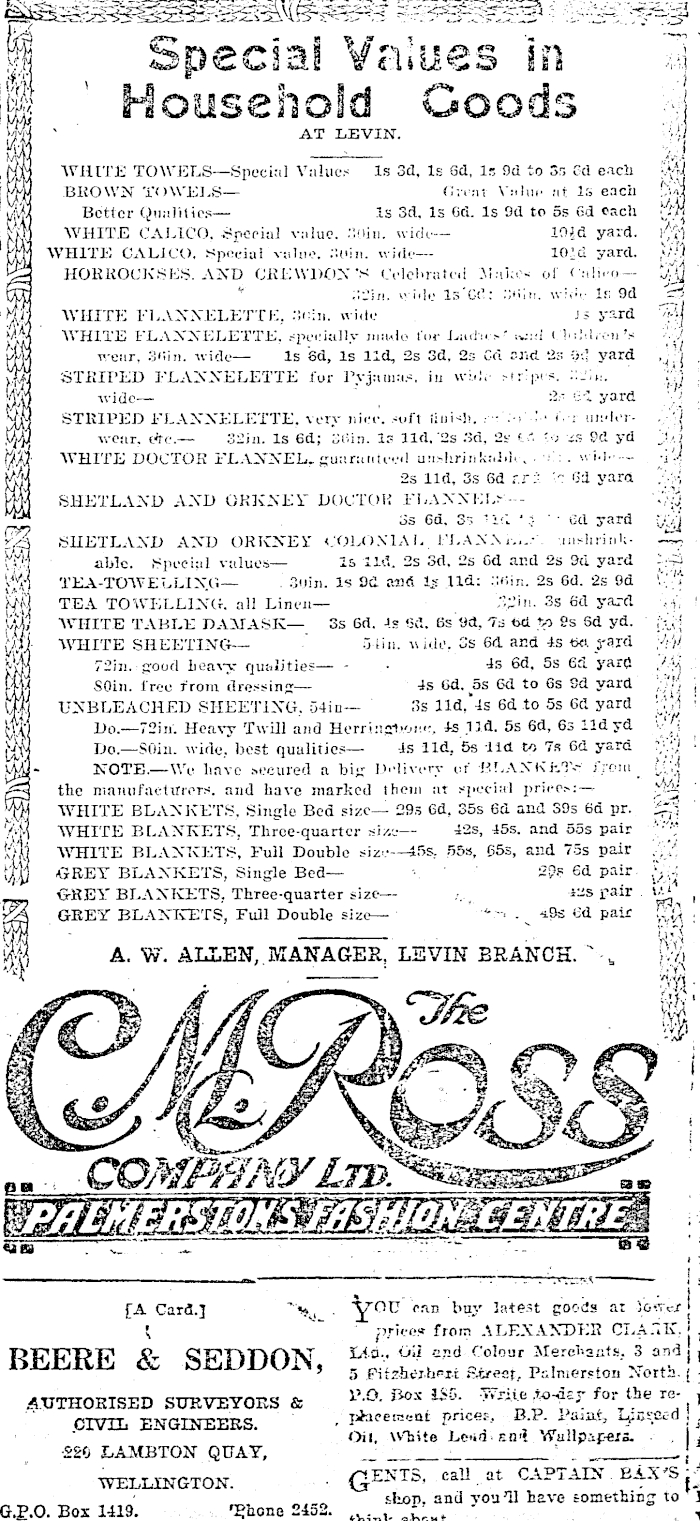 Special Values in
Household Goods
AT LEVIN.
WHITE TOWELS—Special Values 1s 3d, 1s 6d, 1s 9d to 3s 6d each
BROWN TOWELS— Great Value at 1s each
Better Qualities— 1s 3d, 1s 6d. 1s 9d to 5s 6d each
WHITE CALICO, Special value, 30in. wide— 10½d yard.
WHITE CALICO, Special value, 30in. wide— 10½d yard.
HORROCKSES, AND CREWDON'S Celebrated Makes of Calico—
32in. wide 1s 6d; 36in. wide 1s 9d
WHITE FLANNELETTE, 36in. wide 1s yard
WHITE FLANNELETTE, specially made for Ladies' and Children's
wear, 36in. wide— 1s 6d, 1s 11d, 2s 3d, 2s 6d and 2s 9d yard
STRIPED FLANNELETTE for Pyjamas, in wide stripes, 32in.
wide— 2s 6d yard
STRIPED FLANNELETTE, very nice, soft finish, suitable for under-
wear, etc.— 32in. 1s 6d; 36in. 1s 11d, 2s 3d, 2s 6d to 2s 9d yd
WHITE DOCTOR FLANNEL, guaranteed unshrinkable, wide—
2s 11d, 3s 6d and 6d yard
SHETLAND AND ORKNEY DOCTOR FLANNELS—
3s 6d, 3s 11d 6d yard
SHETLAND AND ORKNEY COLONIAL FLANNELS unshrink-
able. Special values— 1s 11d, 2s 3d, 2s 6d and 2s 9d yard
TEA-TOWELLING— 30in. 1s 9d and 1s 11d; 36in. 2s 6d, 2s 9d
TEA TOWELLING, all Linen— 32in. 3s 6d yard
WHITE TABLE DAMASK— 3s 6d, 4s 6d, 6s 9d, 7s 6d to 9s 6d yd.
WHITE SHEETING— 54in. wide, 3s 6d and 4s 6d yard
72in. good heavy qualities— 4s 6d, 5s 6d yard
80in. free from dressing— 4s 6d, 5s 6d to 6s 9d yard
UNBLEACHED SHEETING, 54in— 3s 11d, 4s 6d to 5s 6d yard
Do.—72in. Heavy Twill and Herringbone, 4s 11d. 5s 6d, 6s 11d yd
Do.—80in. wide, best qualities— 4s 11d, 5s 11d to 7s 6d yard
NOTE.—We have secured a big Delivery of BLANKETS from
the manufacturers, and have marked them at special prices:—
WHITE BLANKETS, Single Bed size— 29s 6d, 35s 6d and 39s 6d pr.
WHITE BLANKETS, Three-quarter size— 42s, 45s. and 55s pair
WHITE BLANKETS, Full Double size—45s, 55s, 65s, and 75s pair
GREY BLANKETS, Single Bed— 29s 6d pair
GREY BLANKETS, Three-quarter size— 42s pair
GREY BLANKETS, Full Double size— 49s 6d pair
A. W. ALLEN, MANAGER, LEVIN BRANCH.
The
C M Ross
COMPANY LTD.
PALMERSTONS FASHION CENTRE
[A Card.]
BEERE & SEDDON,
AUTHORISED SURVEYORS &
CIVIL ENGINEERS.
220 LAMBTON QUAY,
WELLINGTON.
G.P.O. Box 1419. 'Phone 2452.
YOU can buy latest goods at lower
prices from ALEXANDER CLARK,
Ltd., Oil and Colour Merchants, 3 and
5 Fitzherbert Street, Palmerston North.
P.O. Box 185. Write to-day for the re-
placement prices, B.P. Paint, Linseed
Oil, White Lead and Wallpapers.
GENTS, call at CAPTAIN BAX'S
shop, and you'll have something to
think about